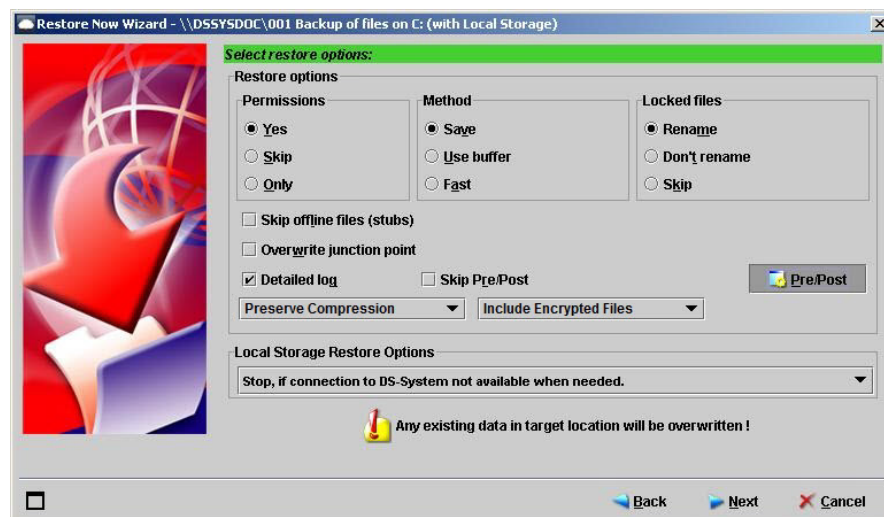 Restore Now Wizard - \\DSSYSDOC\001 Backup of files on C: (with Local Storage)
Select restore options:
Restore options
Permissions Method Locked files
Yes Save Rename
Skip Use buffer Don't rename
Only Fast Skip
Skip offline files (stubs)
Overwrite junction point
Detailed log Skip Pre/Post Pre/Post
Preserve Compression Include Encrypted Files
Local Storage Restore Options
Stop, if connection to DS-System not available when needed.
Any existing data in target location will be overwritten !
Back Next Cancel